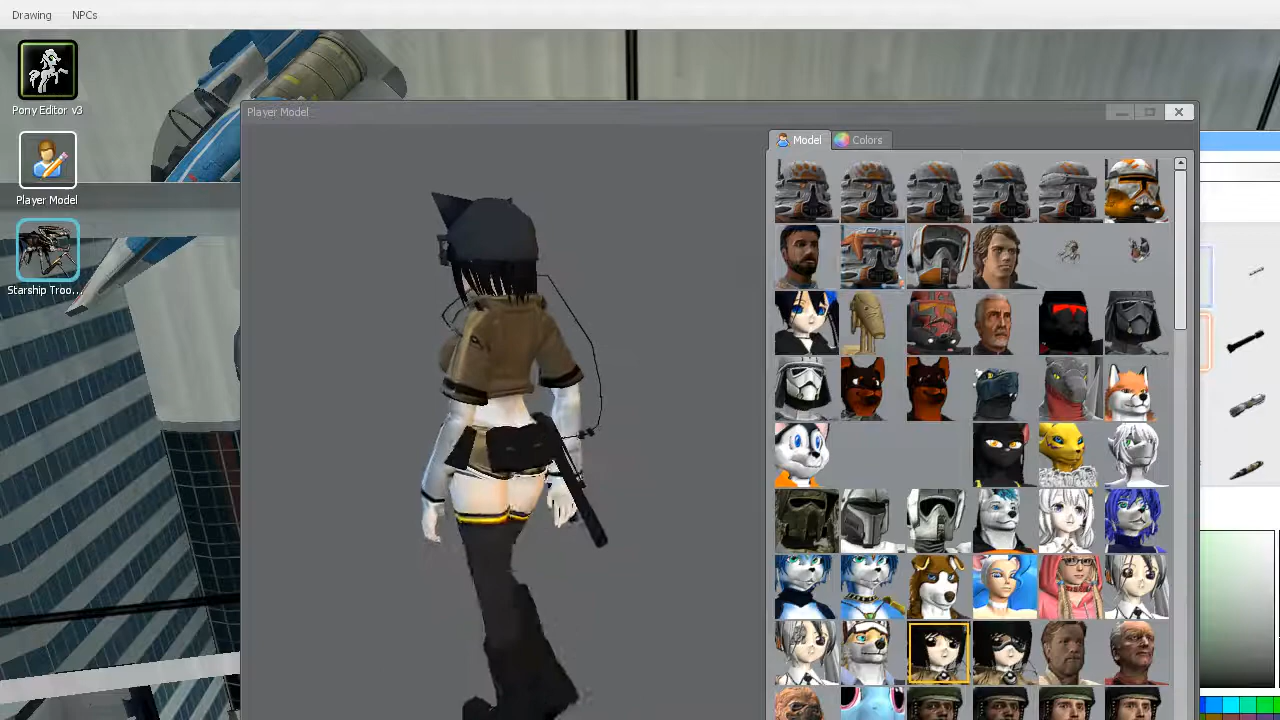 Drawing NPCs
Pony Editor v3
Player Model
Starship Troo...
Player Model
Model Colors